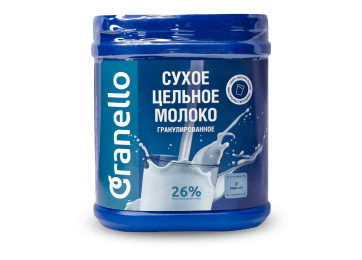 Granello
СУХОЕ
ЦЕЛЬНОЕ
МОЛОКО
ГРАНУЛИРОВАННОЕ
26%